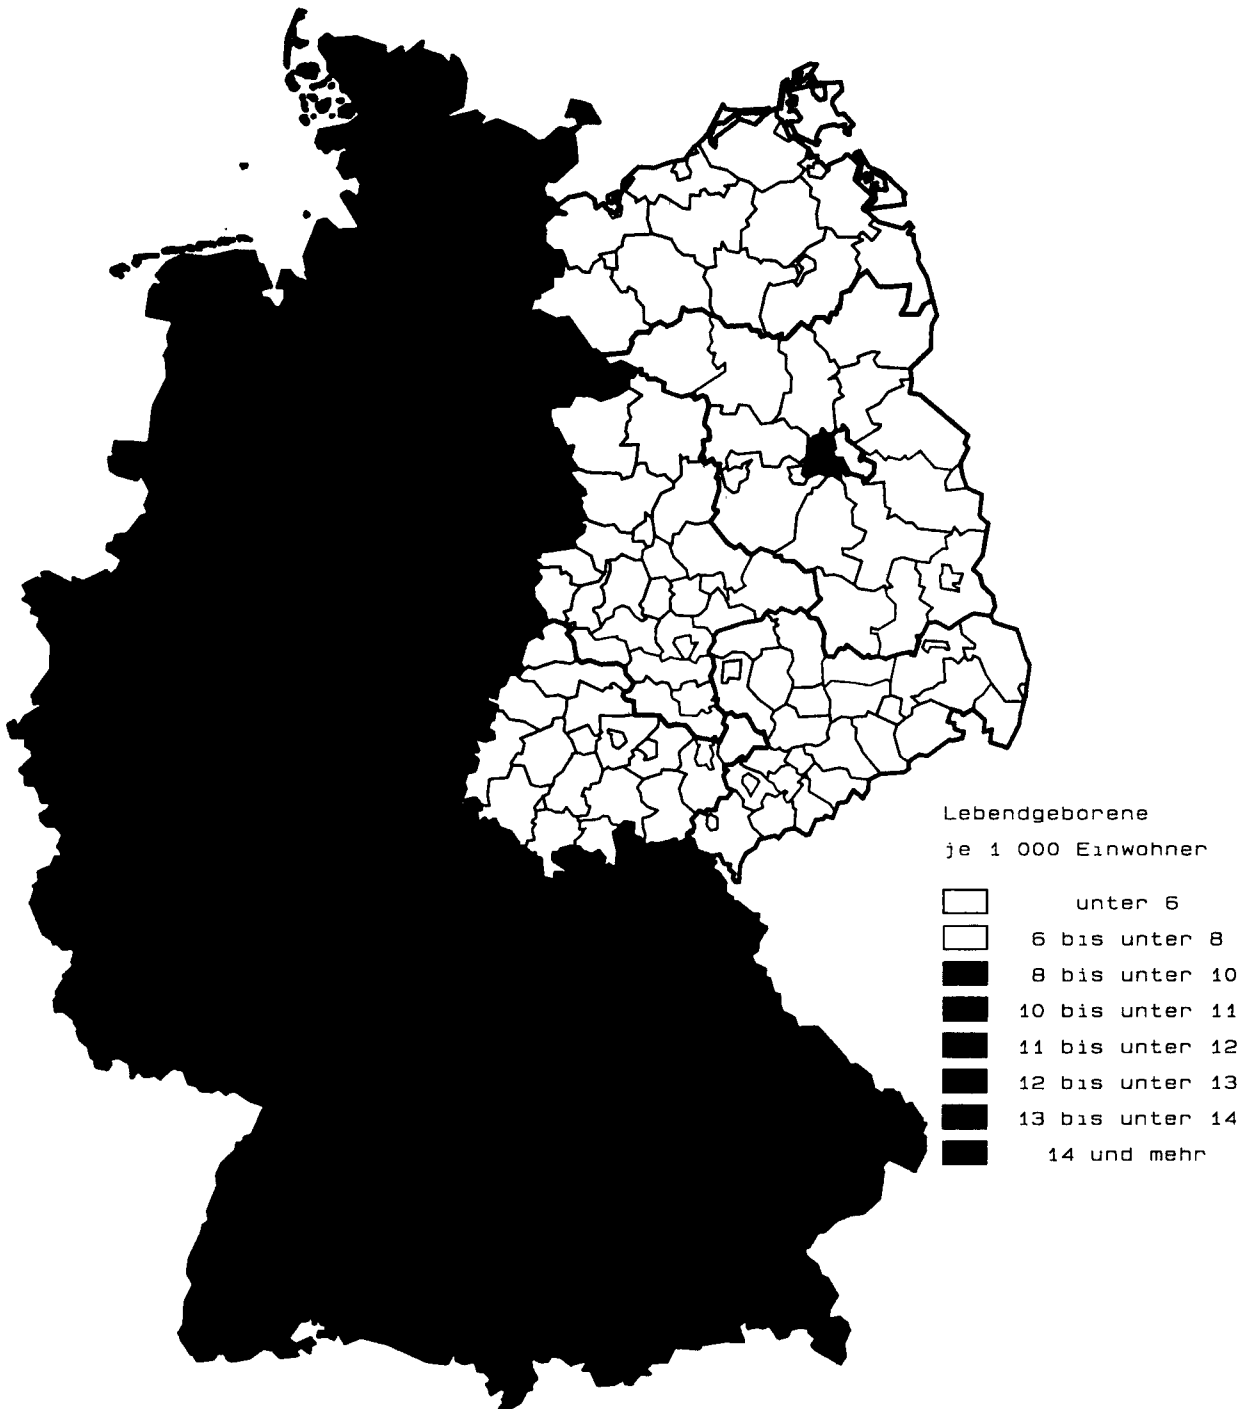 Lebendgeborene
je 1 000 Einwohner
unter 6
6 bis unter 8
8 bis unter 10
10 bis unter 11
11 bis unter 12
12 bis unter 13
13 bis unter 14
14 und mehr